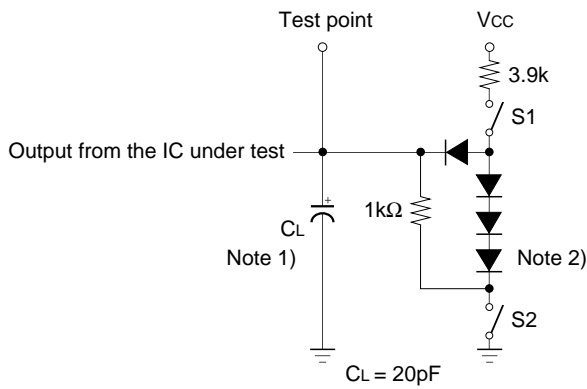 Test point
VCC
3.9k
S1
Output from the IC under test
+
CL
1kΩ
Note 1)
Note 2)
S2
CL = 20pF